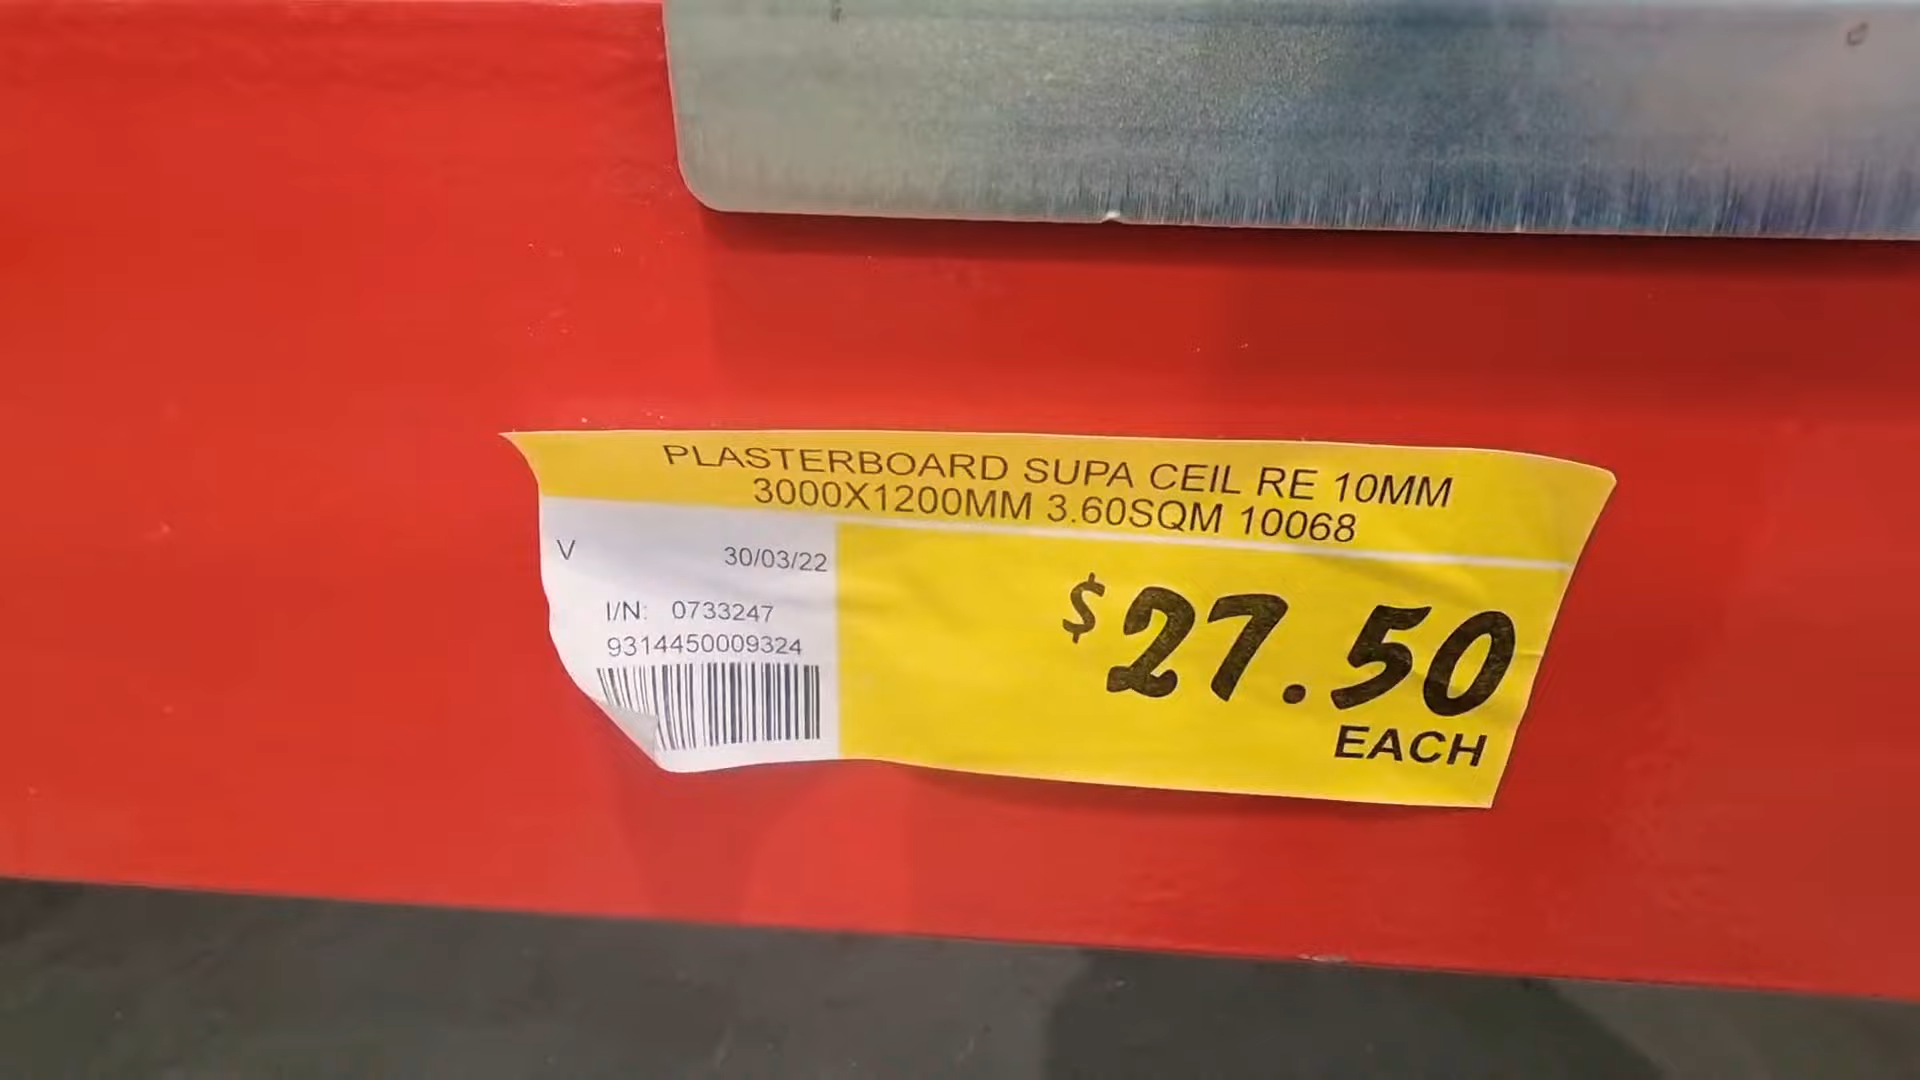 PLASTERBOARD SUPA CEIL RE 10MM
3000X1200MM 3.60SQM 10068
V 30/03/22
I/N: 0733247
9314450009324
$27.50
EACH